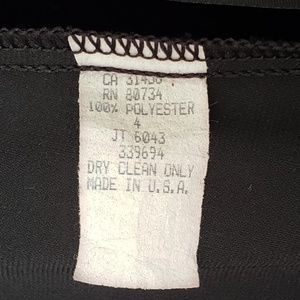 CA 31438
RN 80734
100% POLYESTER
4
JT 6043
339694
DRY CLEAN ONLY
MADE IN U.S.A.